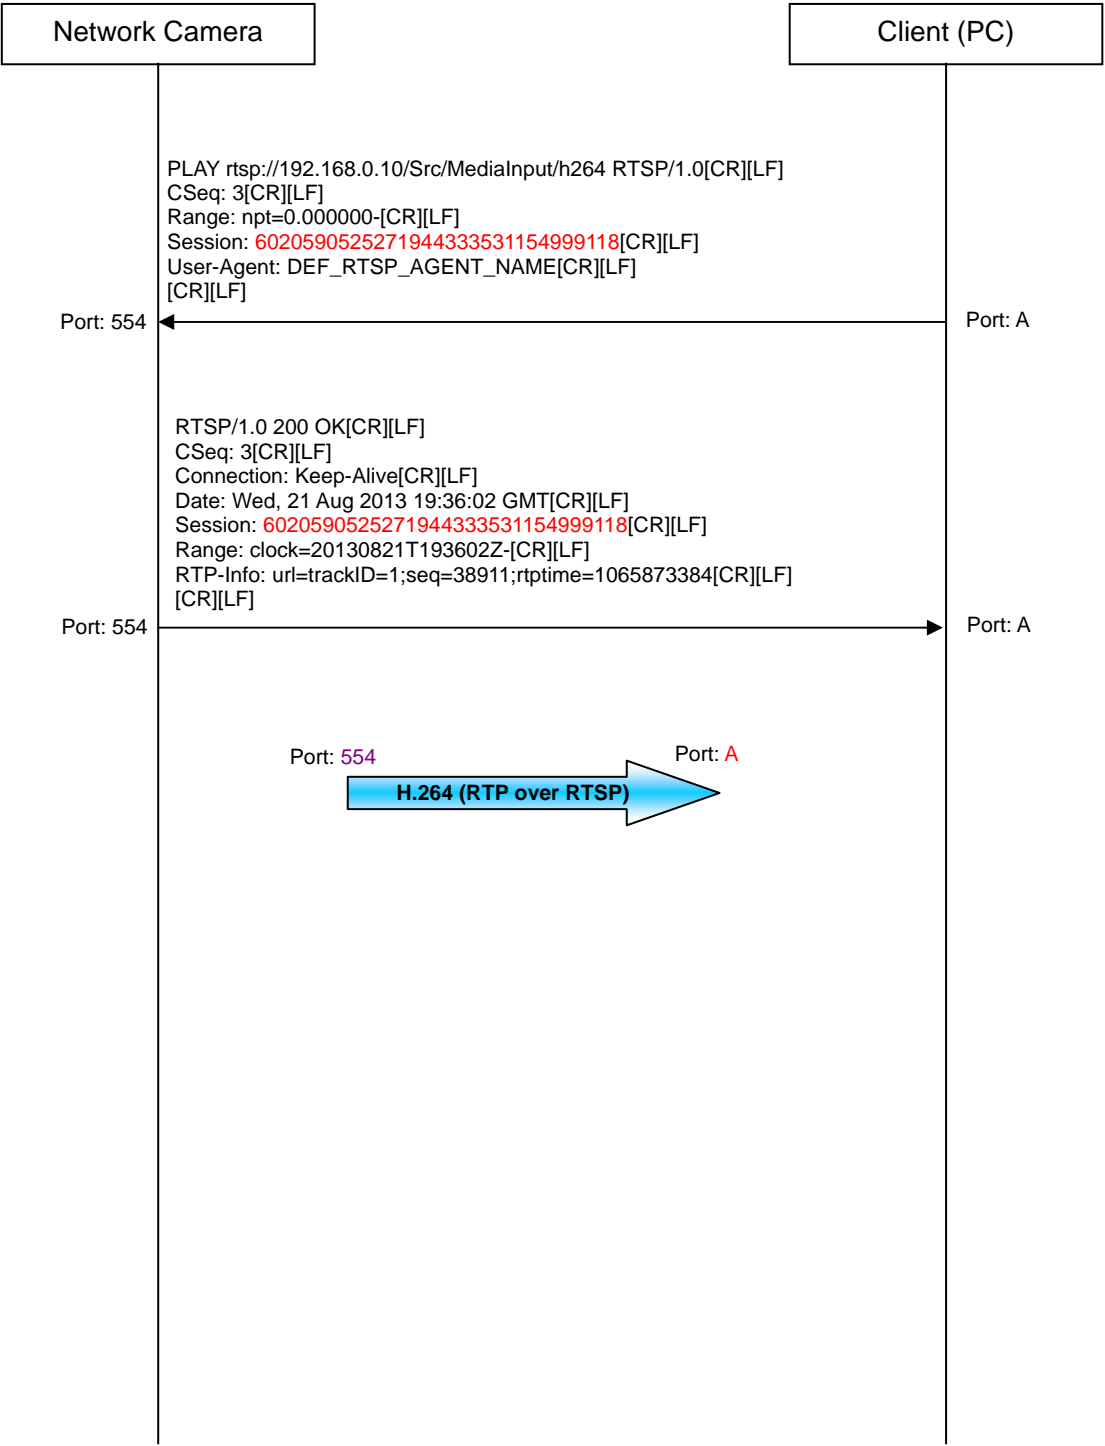 Network Camera
Client (PC)
PLAY rtsp://192.168.0.10/Src/MediaInput/h264 RTSP/1.0[CR][LF]
CSeq: 3[CR][LF]
Range: npt=0.000000-[CR][LF]
Session: 6020590525271944333531154999118[CR][LF]
User-Agent: DEF_RTSP_AGENT_NAME[CR][LF]
[CR][LF]
Port: 554
Port: A
RTSP/1.0 200 OK[CR][LF]
CSeq: 3[CR][LF]
Connection: Keep-Alive[CR][LF]
Date: Wed, 21 Aug 2013 19:36:02 GMT[CR][LF]
Session: 6020590525271944333531154999118[CR][LF]
Range: clock=20130821T193602Z-[CR][LF]
RTP-Info: url=trackID=1;seq=38911;rtptime=1065873384[CR][LF]
[CR][LF]
Port: 554
Port: A
Port: 554
Port: A
H.264 (RTP over RTSP)